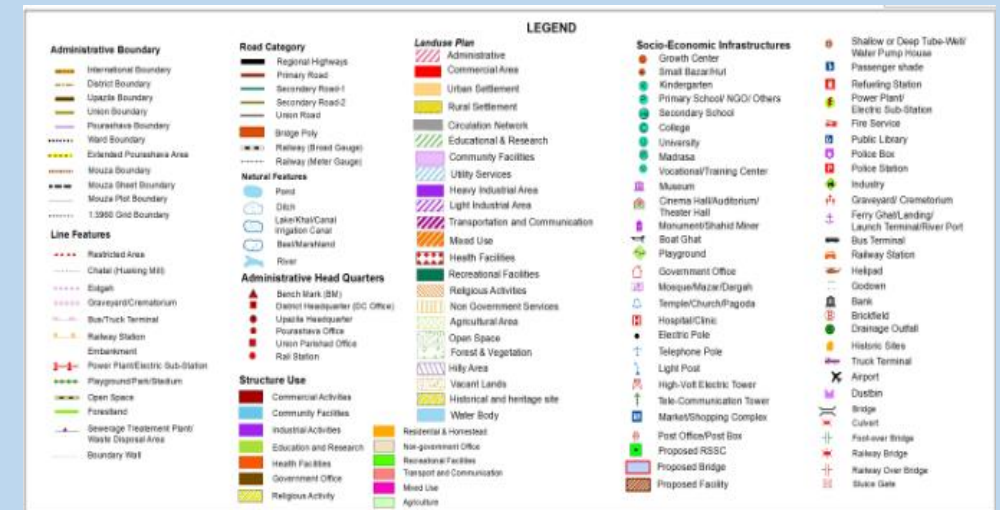 LEGEND
Administrative Boundary
International Boundary
District Boundary
Upazila Boundary
Union Boundary
Pourashava Boundary
Ward Boundary
Extended Pourashava Area
Mouza Boundary
Mouza Sheet Boundary
Mouza Plot Boundary
1:3960 Grid Boundary
Line Features
Restricted Area
Chatal (Husking Mill)
Eidgah
Graveyard/Crematorium
Bus/Truck Terminal
Railway Station
Embankment
Power Plant/Electric Sub-Station
Playground/Park/Stadium
Open Space
Forestland
Sewerage Treatement Plant/
Waste Disposal Area
Boundary Wall
Road Category
Regional Highways
Primary Road
Secondary Road-1
Secondary Road-2
Union Road
Bridge Poly
Railway (Broad Gauge)
Railway (Meter Gauge)
Natural Features
Pond
Ditch
Lake/Khal/Canal
Irrigation Canal
Beel/Marshland
River
Administrative Head Quarters
Bench Mark (BM)
District Headquarter (DC Office)
Upazila Headquarter
Pourashava Office
Union Parishad Office
Rail Station
Structure Use
Commercial Activities
Community Facilities
Industrial Activities
Education and Research
Health Facilities
Government Office
Religious Activity
Residential & Homestead
Non-government Office
Recreational Facilities
Transport and Communication
Mixed Use
Agriculture
Landuse Plan
Administrative
Commercial Area
Urban Settlement
Rural Settlement
Circulation Network
Educational & Research
Community Facilities
Utility Services
Heavy Industrial Area
Light Industrial Area
Transportation and Communication
Mixed Use
Health Facilities
Recreational Facilities
Religious Activities
Non Government Services
Agricultural Area
Open Space
Forest & Vegetation
Hilly Area
Vacant Lands
Historical and heritage site
Water Body
Socio-Economic Infrastructures
Growth Center
Small Bazar/Hut
Kindergarten
Primary School/ NGO/ Others
Secondary School
College
University
Madrasa
Vocational/Training Center
Museum
Cinema Hall/Auditorium/
Theater Hall
Monument/Shahid Miner
Boat Ghat
Playground
Government Office
Mosque/Mazar/Dargah
Temple/Church/Pagoda
Hospital/Clinic
Electric Pole
Telephone Pole
Light Post
High-Volt Electric Tower
Tele-Communication Tower
Market/Shopping Complex
Post Office/Post Box
Proposed RSSC
Proposed Bridge
Proposed Facility
Shallow or Deep Tube-Well/
Water Pump House
Passenger shade
Refueling Station
Power Plant/
Electric Sub-Station
Fire Service
Public Library
Police Box
Police Station
Industry
Graveyard/ Cremetorium
Ferry Ghat/Landing/
Launch Terminal/River Port
Bus Terminal
Railway Station
Helipad
Godown
Bank
Brickfield
Drainage Outfall
Historic Sites
Truck Terminal
Airport
Dustbin
Bridge
Culvert
Foot-over Bridge
Railway Bridge
Railway Over Bridge
Sluice Gate